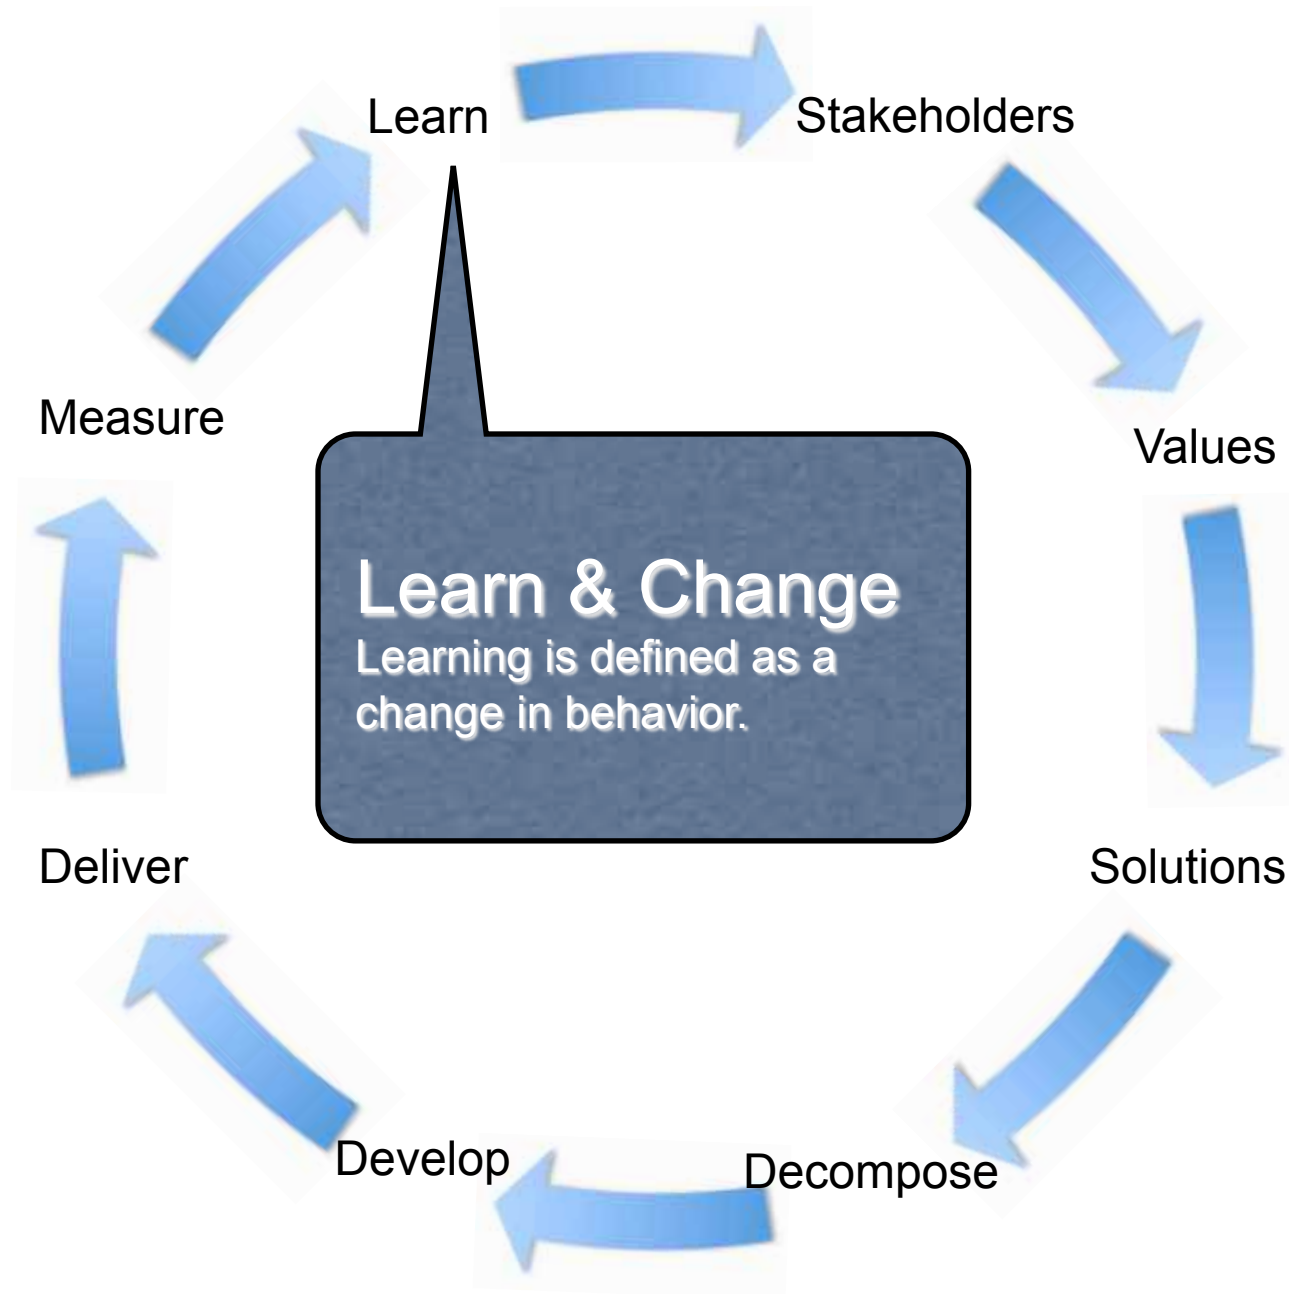 Learn
Stakeholders
Measure
Values
Learn & Change
Learning is defined as a
change in behavior.
Deliver
Solutions
Develop
Decompose